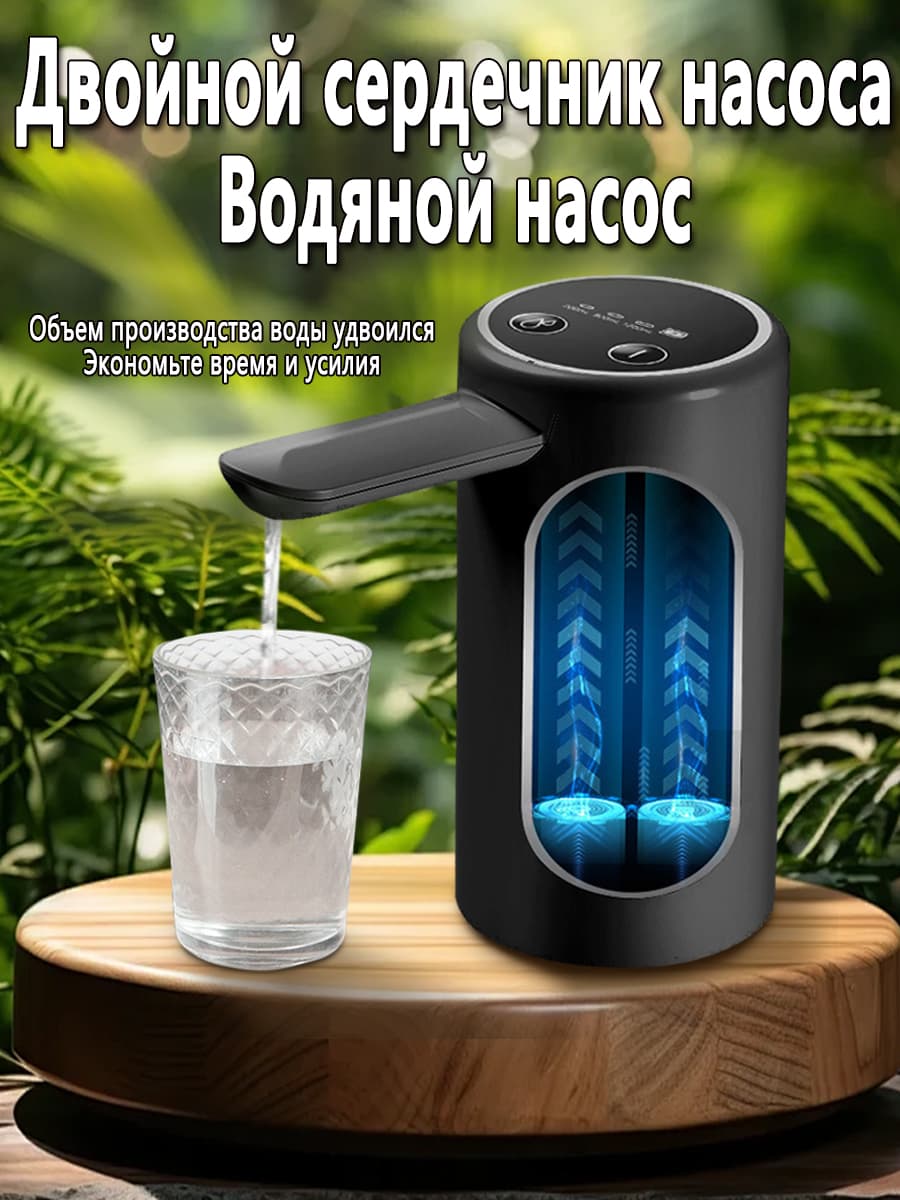 Двойной сердечник насоса
Водяной насос
Объем производства воды удвоился
Экономьте время и усилия